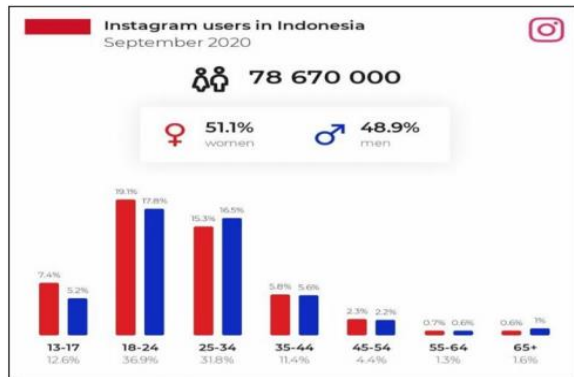 Instagram users in Indonesia
September 2020
78 670 000
51.1% 48.9%
women men
19.1% 17.8%
15.3% 16.5%
7.4% 5.2%
5.8% 5.6%
2.3% 2.2% 0.7% 0.6% 0.6% 1%
13-17 18-24 25-34 35-44 45-54 55-64 65+
12.6% 36.9% 31.8% 11.4% 4.4% 1.3% 1.6%